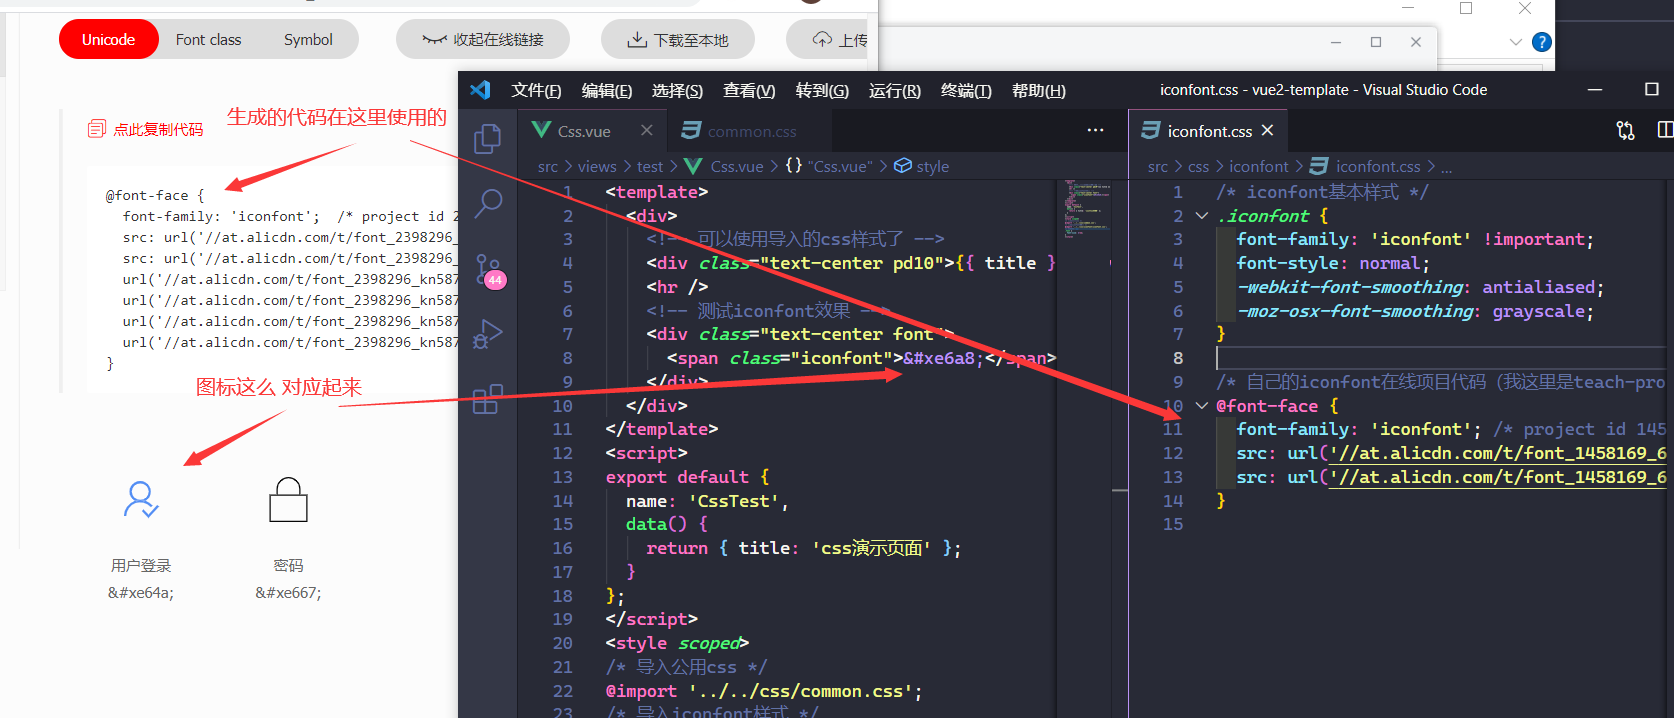 Unicode
Font class
Symbol
收起在线链接
下载至本地
上传
点此复制代码
生成的代码在这里使用的
@font-face {
font-family: 'iconfont';  /* project id 2
src: url('//at.alicdn.com/t/font_2398296_
src: url('//at.alicdn.com/t/font_2398296_
url('//at.alicdn.com/t/font_2398296_kn587
url('//at.alicdn.com/t/font_2398296_kn587
url('//at.alicdn.com/t/font_2398296_kn587
url('//at.alicdn.com/t/font_2398296_kn587
}
图标这么 对应起来
用户登录
&#xe64a;
密码
&#xe667;
文件(F) 编辑(E) 选择(S) 查看(V) 转到(G) 运行(R) 终端(T) 帮助(H)
iconfont.css - vue2-template - Visual Studio Code
44
Css.vue
common.css
src > views > test > Css.vue > {} "Css.vue" > style
1 <template>
2 <div>
3 <!-- 可以使用导入的css样式了 -->
4 <div class="text-center pd10">{{ title }
5 <hr />
6 <!-- 测试iconfont效果 -->
7 <div class="text-center font">
8 <span class="iconfont">&#xe6a8;</span>
9 </div>
10 </div>
11 </template>
12 <script>
13 export default {
14 name: 'CssTest',
15 data() {
16 return { title: 'css演示页面' };
17 }
18 };
19 </script>
20 <style scoped>
21 /* 导入公用css */
22 @import '../../css/common.css';
23 /* 导入iconfont样式 */
iconfont.css
src > css > iconfont > iconfont.css > ...
1 /* iconfont基本样式 */
2 .iconfont {
3 font-family: 'iconfont' !important;
4 font-style: normal;
5 -webkit-font-smoothing: antialiased;
6 -moz-osx-font-smoothing: grayscale;
7 }
8
9 /* 自己的iconfont在线项目代码（我这里是teach-pro
10 @font-face {
11 font-family: 'iconfont'; /* project id 145
12 src: url('//at.alicdn.com/t/font_1458169_6
13 src: url('//at.alicdn.com/t/font_1458169_6
14 }
15